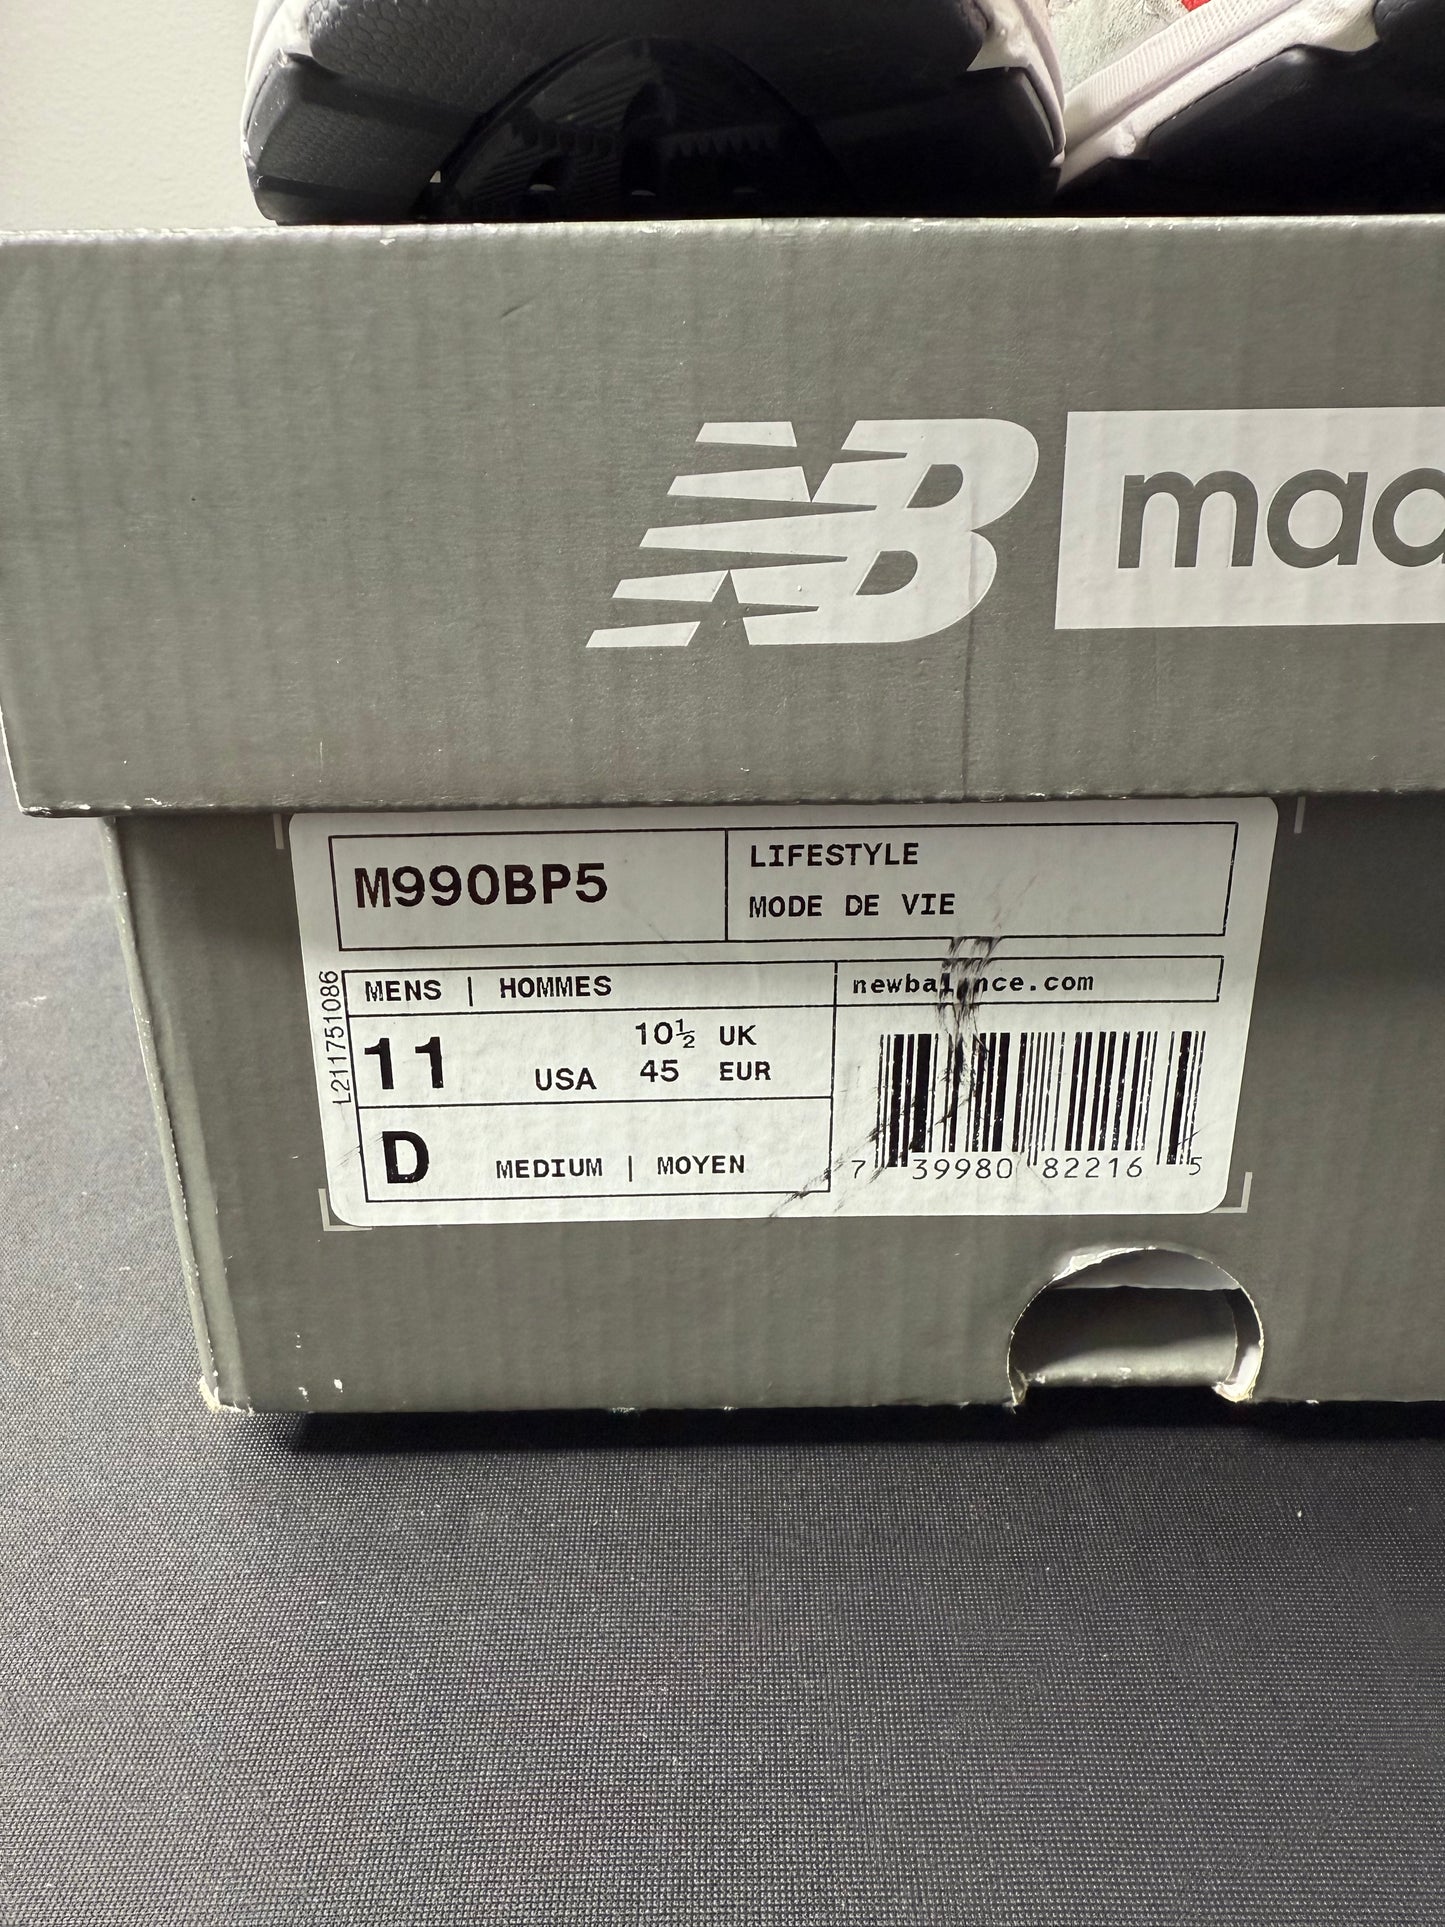 NB mad
M990BP5
LIFESTYLE
MODE DE VIE
MENS | HOMMES
newbalance.com
L211751086
11 USA
10½ UK
45 EUR
D MEDIUM | MOYEN
7 39980 82216 5